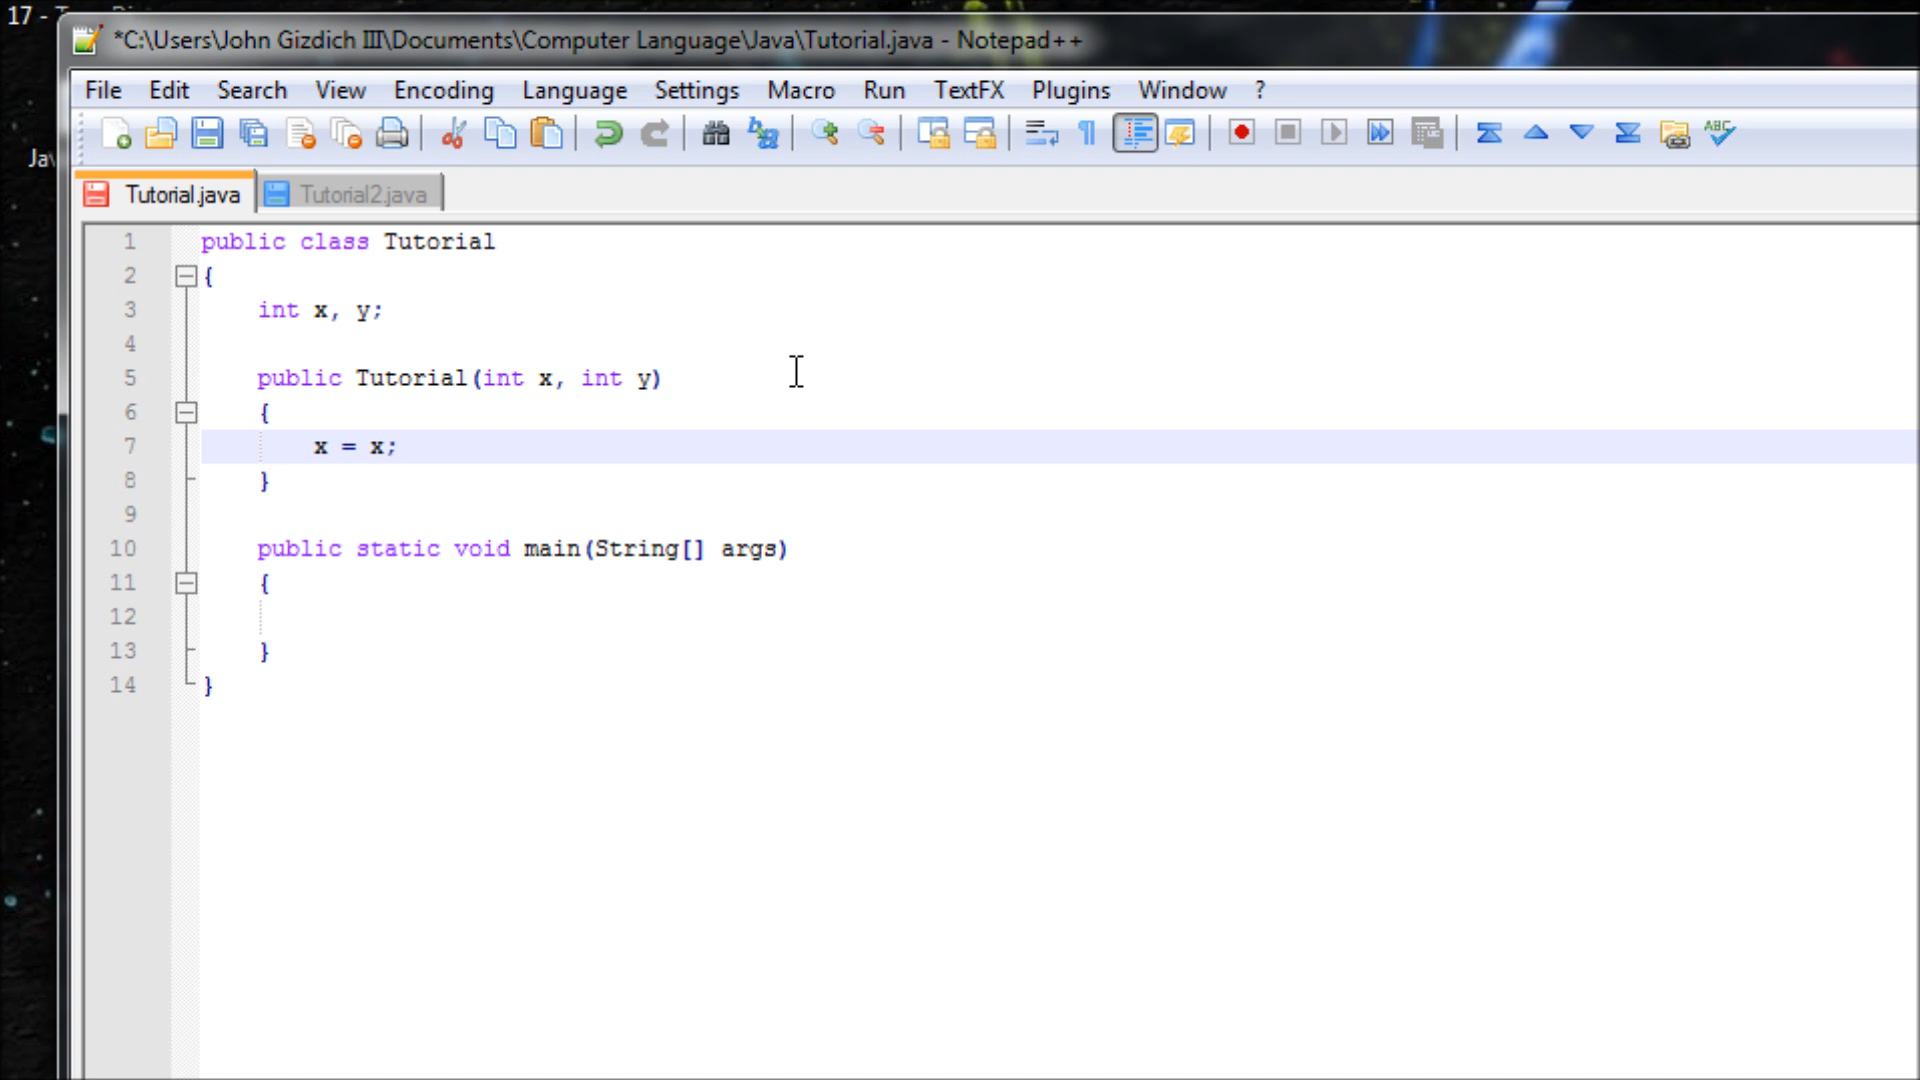 17 -
*C:\Users\John Gizdich III\Documents\Computer Language\Java\Tutorial.java - Notepad++
File Edit Search View Encoding Language Settings Macro Run TextFX Plugins Window ?
ABC
Tutorial.java Tutorial2.java
1 public class Tutorial
2 {
3 int x, y;
4
5 public Tutorial(int x, int y)
6 {
7 x = x;
8 }
9
10 public static void main(String[] args)
11 {
12
13 }
14 }